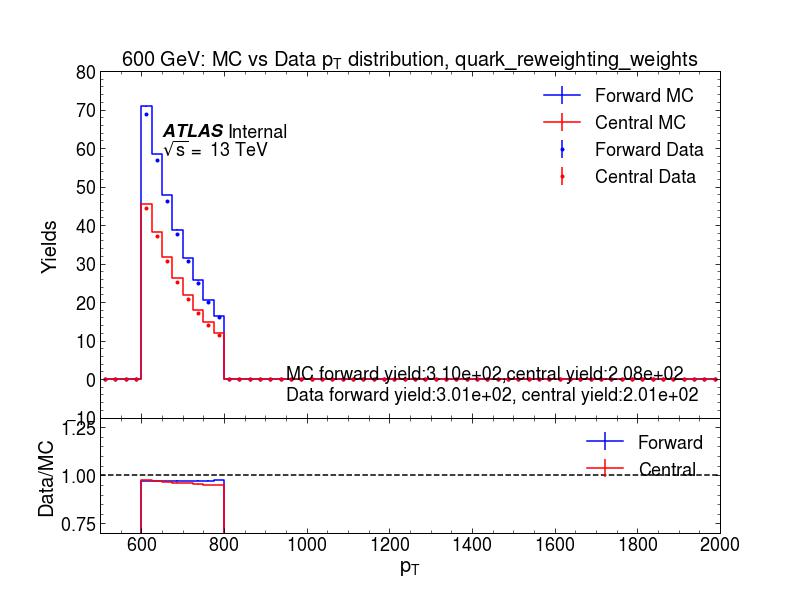 600 GeV: MC vs Data pT distribution, quark_reweighting_weights
80
70
60
50
40
30
20
10
0
−10
Yields
ATLAS Internal
√s = 13 TeV
Forward MC
Central MC
Forward Data
Central Data
MC forward yield:3.10e+02,central yield:2.08e+02
Data forward yield:3.01e+02, central yield:2.01e+02
1.25
1.00
0.75
Data/MC
Forward
Central
600 800 1000 1200 1400 1600 1800 2000
pT